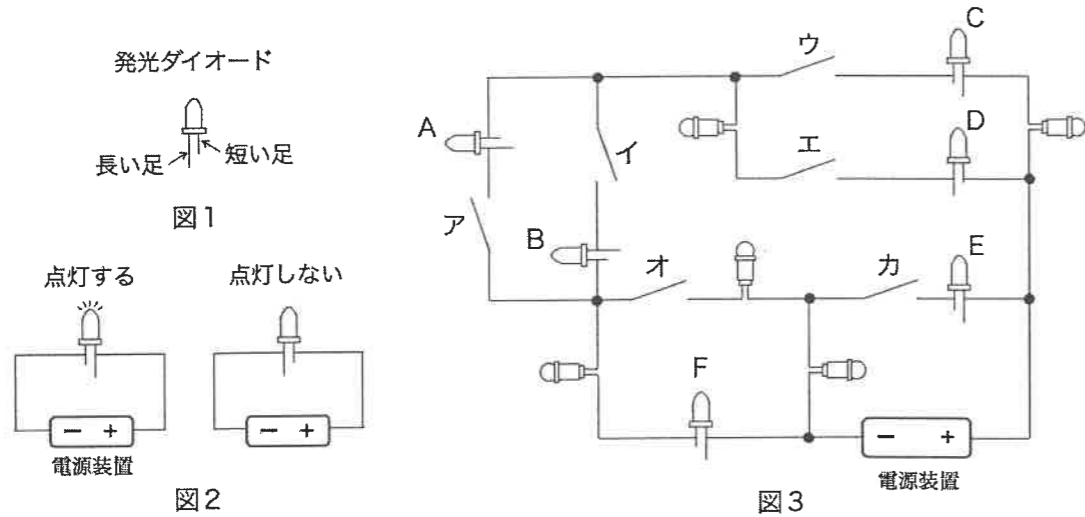 発光ダイオード
長い足
短い足
図1
点灯する
点灯しない
− +
− +
電源装置
図2
A
ア
イ
B
ウ
C
エ
D
オ
カ
E
F
− +
電源装置
図3